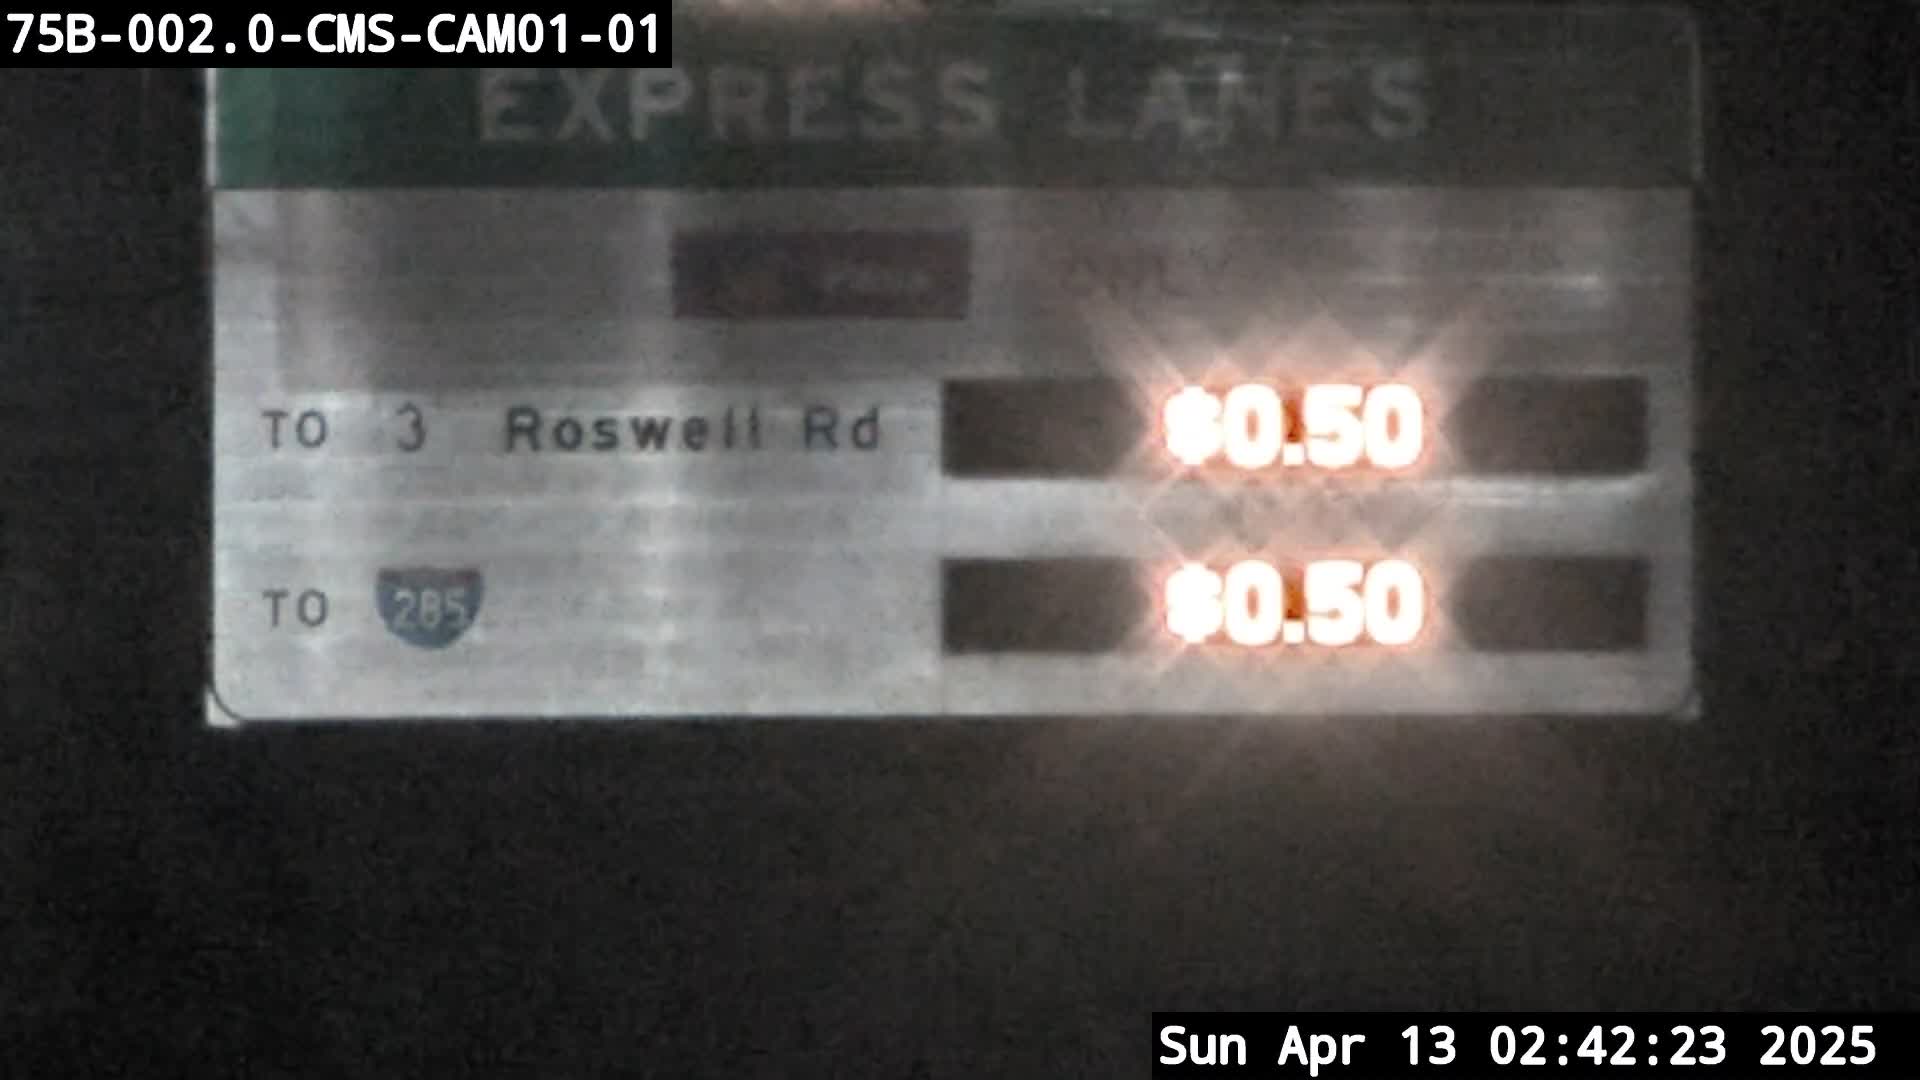 75B-002.0-CMS-CAM01-01
EXPRESS LANES
TO 3 Roswell Rd $0.50
TO 285 $0.50
Sun Apr 13 02:42:23 2025